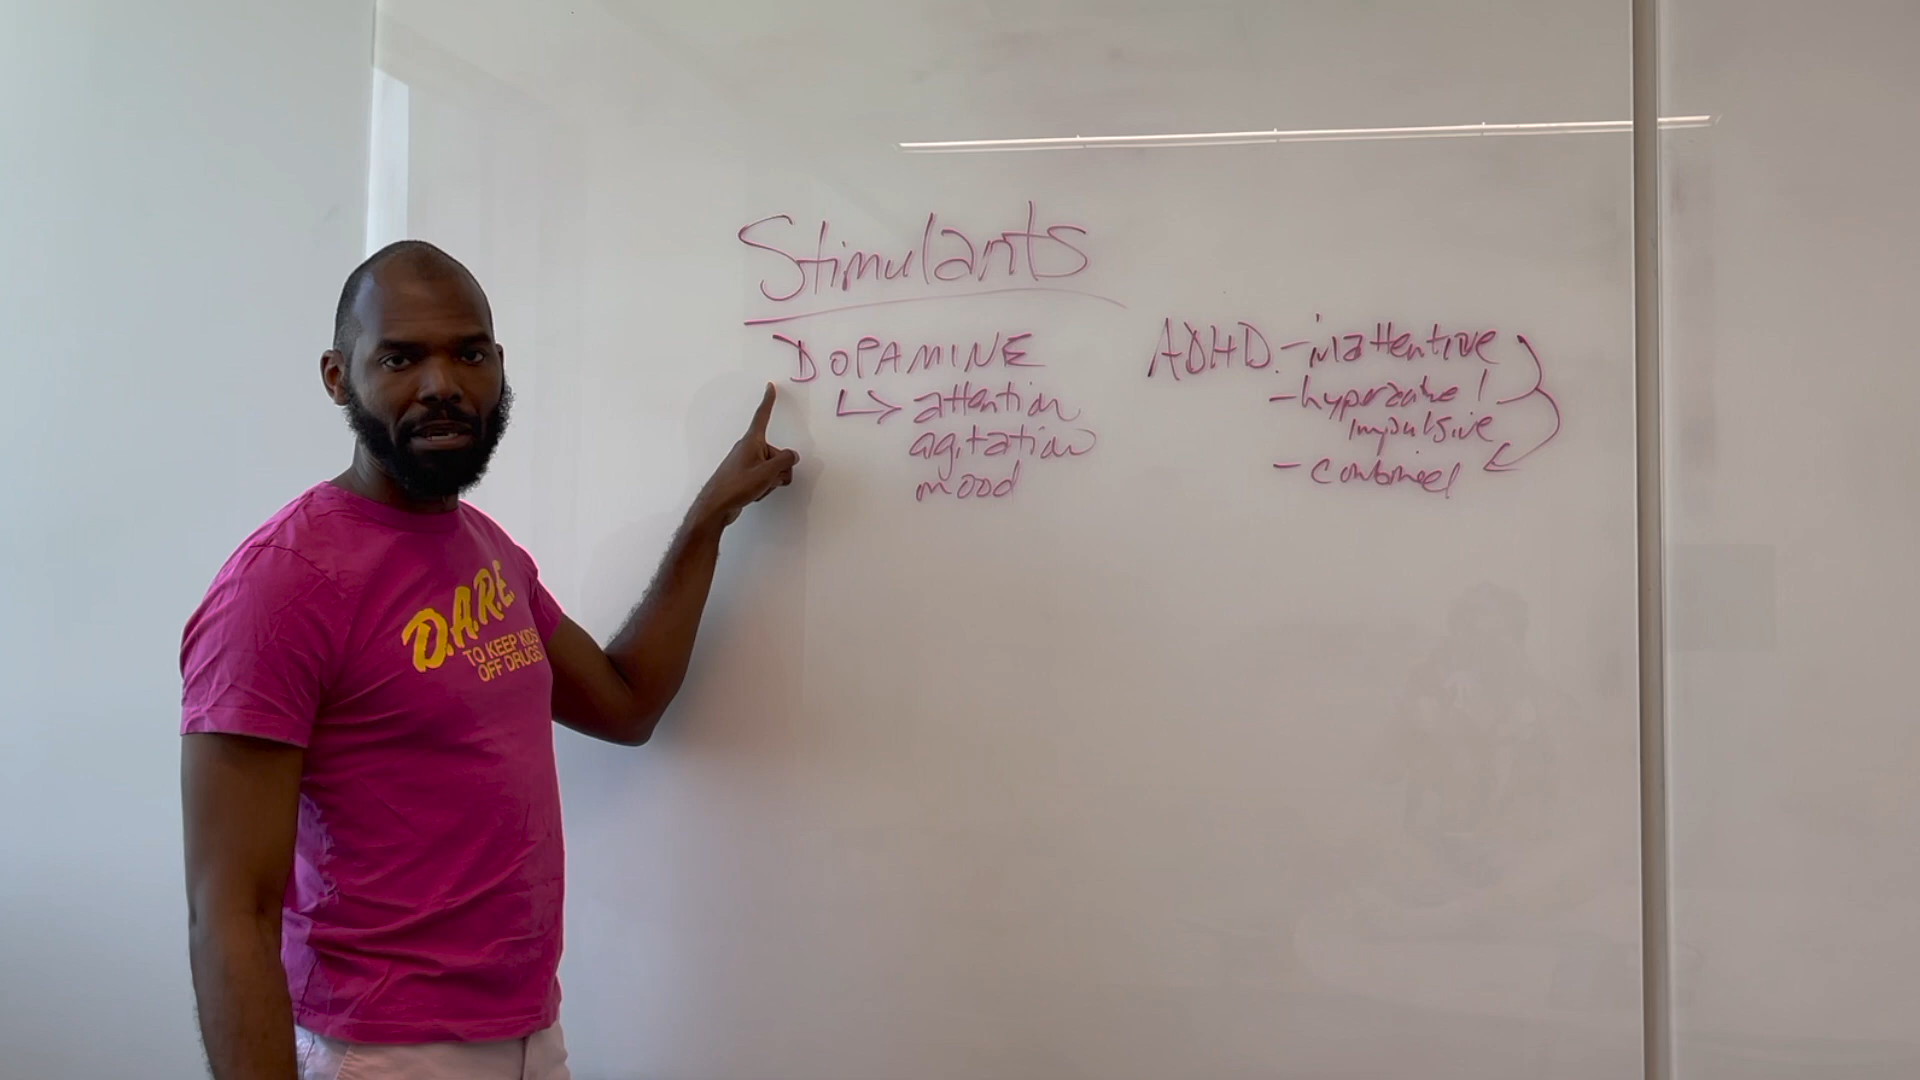 Stimulants
DOPAMINE
↳ attention
agitation
mood
ADHD - inattentive
- hyperactive /
impulsive
- combined
D.A.R.E.
TO KEEP KIDS
OFF DRUGS